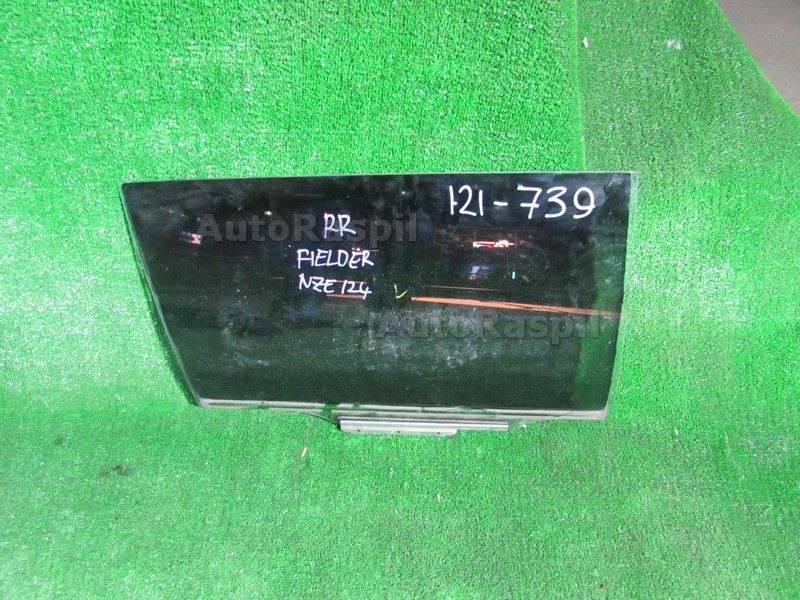 121-739
AutoRaspil
RR
FIELDER
NZE124
AutoRaspil